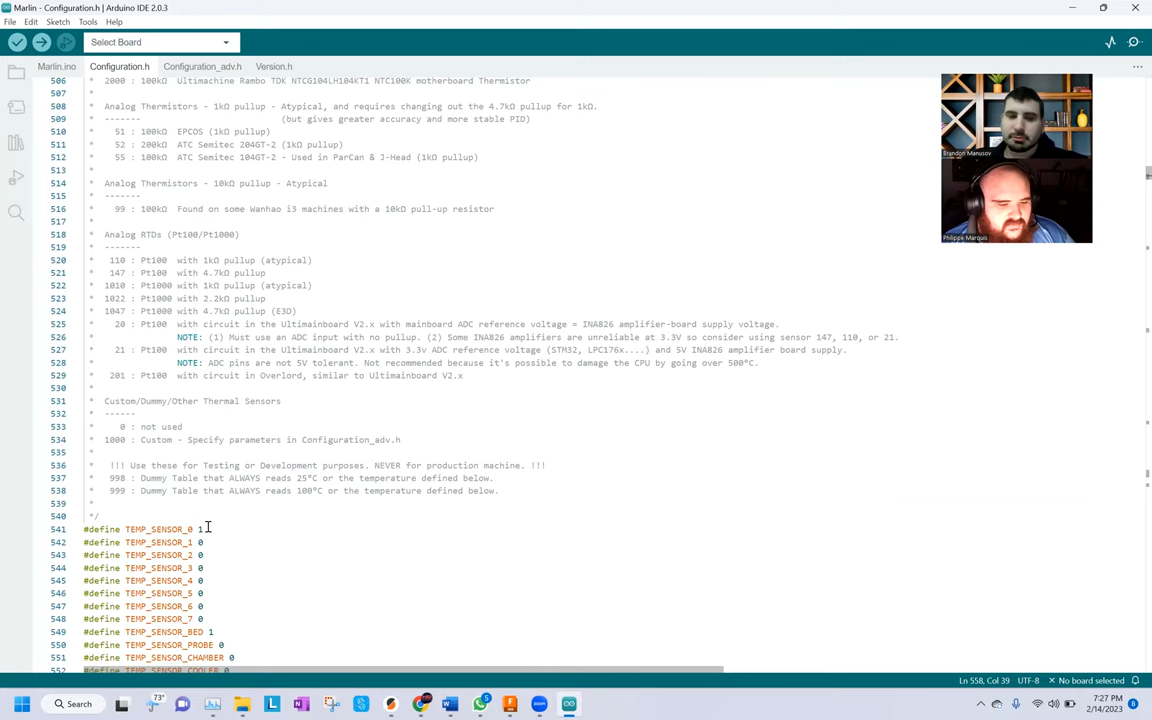 Marlin - Configuration.h | Arduino IDE 2.0.3
File Edit Sketch Tools Help
Select Board
Marlin.ino Configuration.h Configuration_adv.h Version.h
506 * 2000 : 100kΩ Ultimachine Rambo TDK NTCG104LH104KT1 NTC100K motherboard Thermistor
507 *
508 * Analog Thermistors - 1kΩ pullup - Atypical, and requires changing out the 4.7kΩ pullup for 1kΩ.
509 * ------- (but gives greater accuracy and more stable PID)
510 * 51 : 100kΩ EPCOS (1kΩ pullup)
511 * 52 : 200kΩ ATC Semitec 204GT-2 (1kΩ pullup)
512 * 55 : 100kΩ ATC Semitec 104GT-2 - Used in ParCan & J-Head (1kΩ pullup)
513 *
514 * Analog Thermistors - 10kΩ pullup - Atypical
515 * -------
516 * 99 : 100kΩ Found on some Wanhao i3 machines with a 10kΩ pull-up resistor
517 *
518 * Analog RTDs (Pt100/Pt1000)
519 * -------
520 * 110 : Pt100 with 1kΩ pullup (atypical)
521 * 147 : Pt100 with 4.7kΩ pullup
522 * 1010 : Pt1000 with 1kΩ pullup (atypical)
523 * 1022 : Pt1000 with 2.2kΩ pullup
524 * 1047 : Pt1000 with 4.7kΩ pullup (E3D)
525 * 20 : Pt100 with circuit in the Ultimainboard V2.x with mainboard ADC reference voltage = INA826 amplifier-board supply voltage.
526 * NOTE: (1) Must use an ADC input with no pullup. (2) Some INA826 amplifiers are unreliable at 3.3V so consider using sensor 147, 110, or 21.
527 * 21 : Pt100 with circuit in the Ultimainboard V2.x with 3.3v ADC reference voltage (STM32, LPC176x....) and 5V INA826 amplifier board supply.
528 * NOTE: ADC pins are not 5V tolerant. Not recommended because it's possible to damage the CPU by going over 500°C.
529 * 201 : Pt100 with circuit in Overlord, similar to Ultimainboard V2.x
530 *
531 * Custom/Dummy/Other Thermal Sensors
532 * ------
533 * 0 : not used
534 * 1000 : Custom - Specify parameters in Configuration_adv.h
535 *
536 * !!! Use these for Testing or Development purposes. NEVER for production machine. !!!
537 * 998 : Dummy Table that ALWAYS reads 25°C or the temperature defined below.
538 * 999 : Dummy Table that ALWAYS reads 100°C or the temperature defined below.
539 *
540 */
541 #define TEMP_SENSOR_0 1
542 #define TEMP_SENSOR_1 0
543 #define TEMP_SENSOR_2 0
544 #define TEMP_SENSOR_3 0
545 #define TEMP_SENSOR_4 0
546 #define TEMP_SENSOR_5 0
547 #define TEMP_SENSOR_6 0
548 #define TEMP_SENSOR_7 0
549 #define TEMP_SENSOR_BED 1
550 #define TEMP_SENSOR_PROBE 0
551 #define TEMP_SENSOR_CHAMBER 0
552 #define TEMP_SENSOR_COOLER 0
Brandon Manusov
Philippe Marquis
Ln 558, Col 39 UTF-8 No board selected
Search
73°
5
7:27 PM
2/14/2023
8